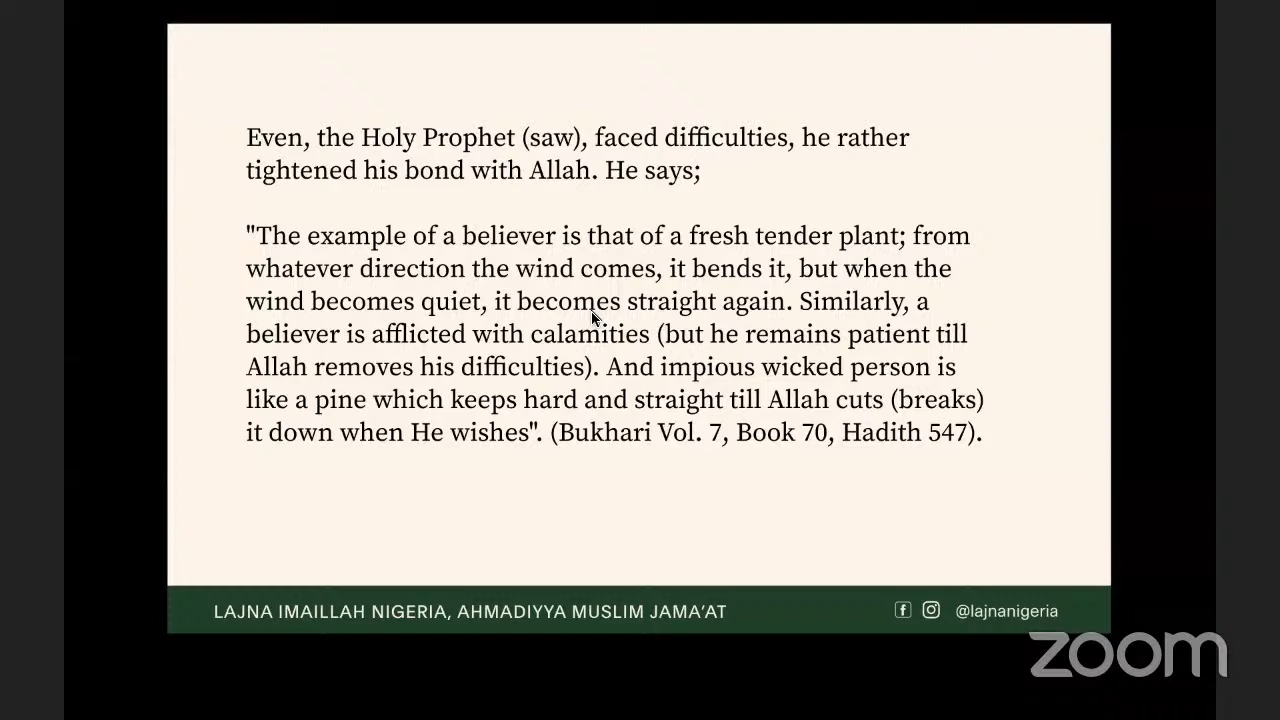 Even, the Holy Prophet (saw), faced difficulties, he rather
tightened his bond with Allah. He says;
"The example of a believer is that of a fresh tender plant; from
whatever direction the wind comes, it bends it, but when the
wind becomes quiet, it becomes straight again. Similarly, a
believer is afflicted with calamities (but he remains patient till
Allah removes his difficulties). And impious wicked person is
like a pine which keeps hard and straight till Allah cuts (breaks)
it down when He wishes". (Bukhari Vol. 7, Book 70, Hadith 547).
LAJNA IMAILLAH NIGERIA, AHMADIYYA MUSLIM JAMA'AT
@lajnanigeria
zoom